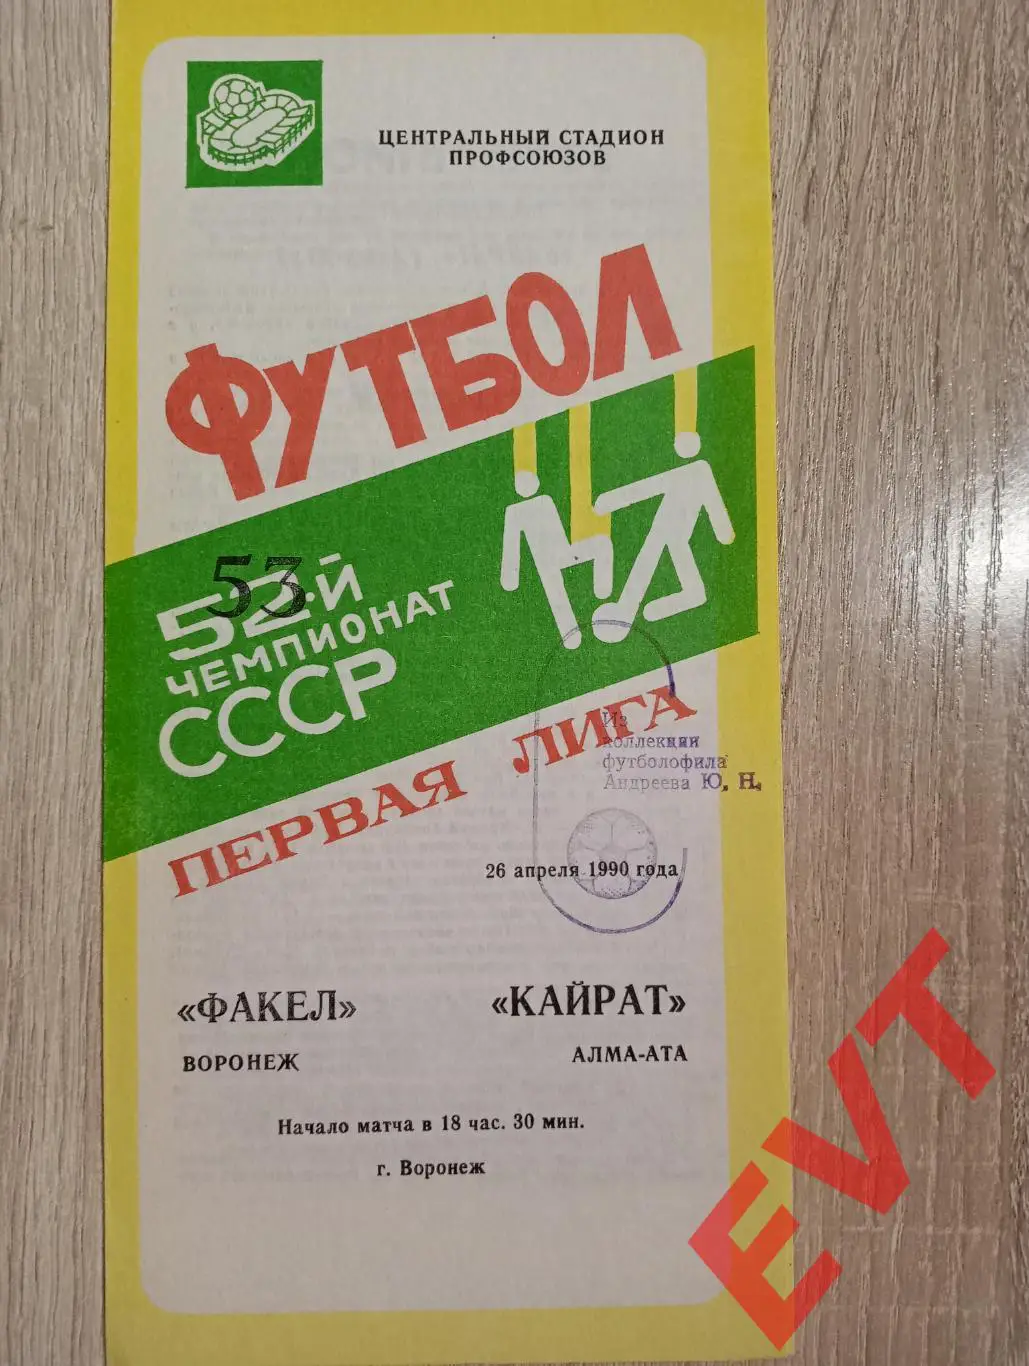 ЦЕНТРАЛЬНЫЙ СТАДИОН
ПРОФСОЮЗОВ
ФУТБОЛ
53
52-Й
ЧЕМПИОНАТ
СССР
ПЕРВАЯ ЛИГА
Из
коллекции
футболофила
Андреева Ю. Н.
26 апреля 1990 года
«ФАКЕЛ» «КАЙРАТ»
ВОРОНЕЖ АЛМА-АТА
Начало матча в 18 час. 30 мин.
г. Воронеж
EVT